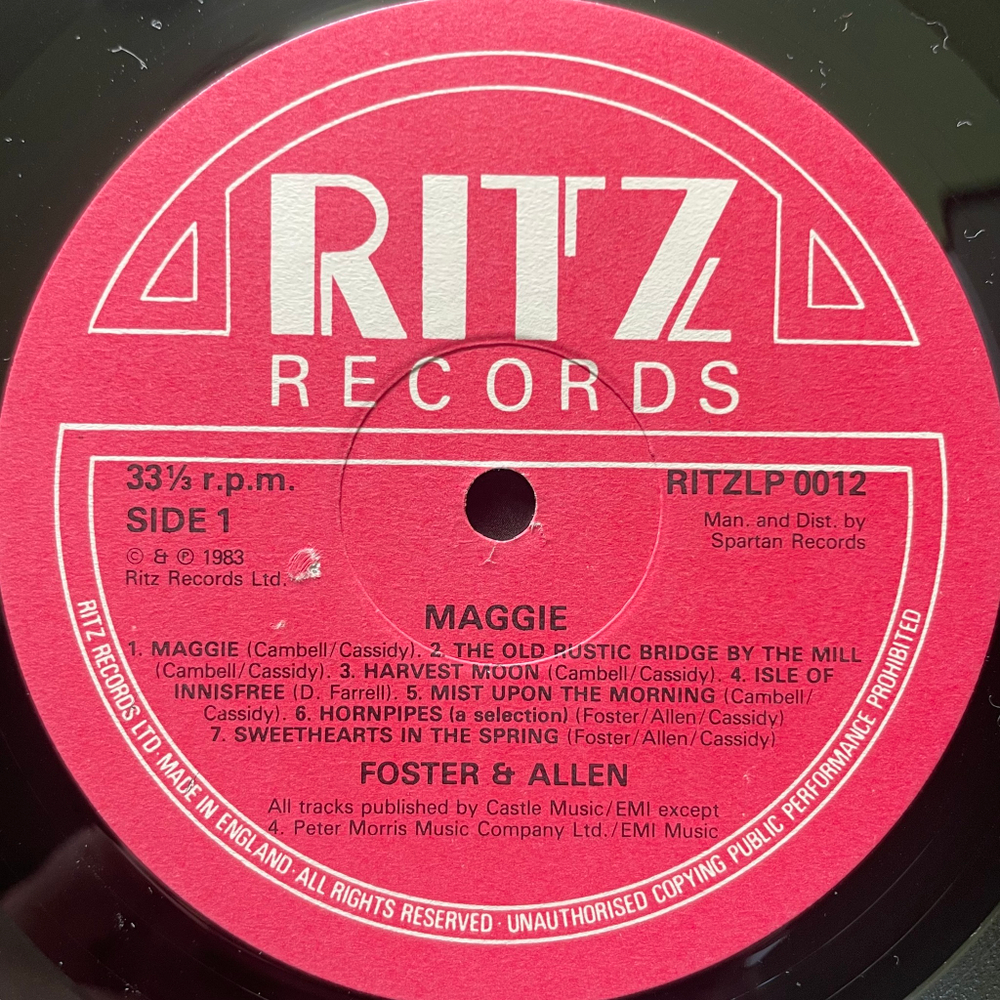 RITZ
RECORDS
33⅓ r.p.m.
SIDE 1
© & ℗ 1983
Ritz Records Ltd.
RITZLP 0012
Man. and Dist. by
Spartan Records
MAGGIE
1. MAGGIE (Cambell/Cassidy). 2. THE OLD RUSTIC BRIDGE BY THE MILL
(Cambell/Cassidy). 3. HARVEST MOON (Cambell/Cassidy). 4. ISLE OF
INNISFREE (D. Farrell). 5. MIST UPON THE MORNING (Cambell/
Cassidy). 6. HORNPIPES (a selection) (Foster/Allen/Cassidy)
7. SWEETHEARTS IN THE SPRING (Foster/Allen/Cassidy)
FOSTER & ALLEN
All tracks published by Castle Music/EMI except
4. Peter Morris Music Company Ltd./EMI Music
RITZ RECORDS LTD·MADE IN ENGLAND·ALL RIGHTS RESERVED · UNAUTHORISED COPYING PUBLIC PERFORMANCE PROHIBITED